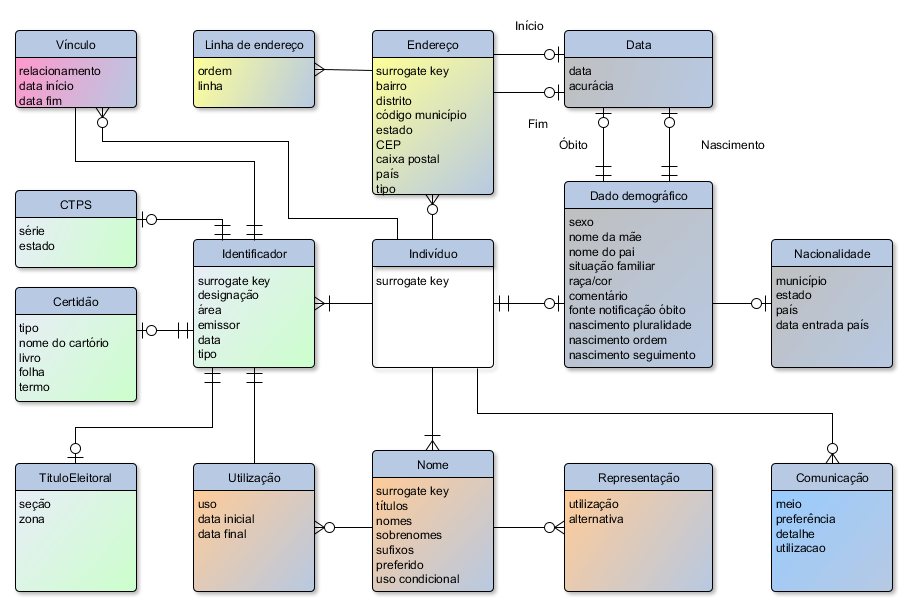 Início
Vínculo
relacionamento
data início
data fim
Linha de endereço
ordem
linha
Endereço
surrogate key
bairro
distrito
código município
estado
CEP
caixa postal
país
tipo
Data
data
acurácia
Fim
Óbito
Nascimento
CTPS
série
estado
Dado demográfico
sexo
nome da mãe
nome do pai
situação familiar
raça/cor
comentário
fonte notificação óbito
nascimento pluralidade
nascimento ordem
nascimento seguimento
Identificador
surrogate key
designação
área
emissor
data
tipo
Indivíduo
surrogate key
Nacionalidade
município
estado
país
data entrada país
Certidão
tipo
nome do cartório
livro
folha
termo
TituloEleitoral
seção
zona
Utilização
uso
data inicial
data final
Nome
surrogate key
títulos
nomes
sobrenomes
sufixos
preferido
uso condicional
Representação
utilização
alternativa
Comunicação
meio
preferência
detalhe
utilizacao